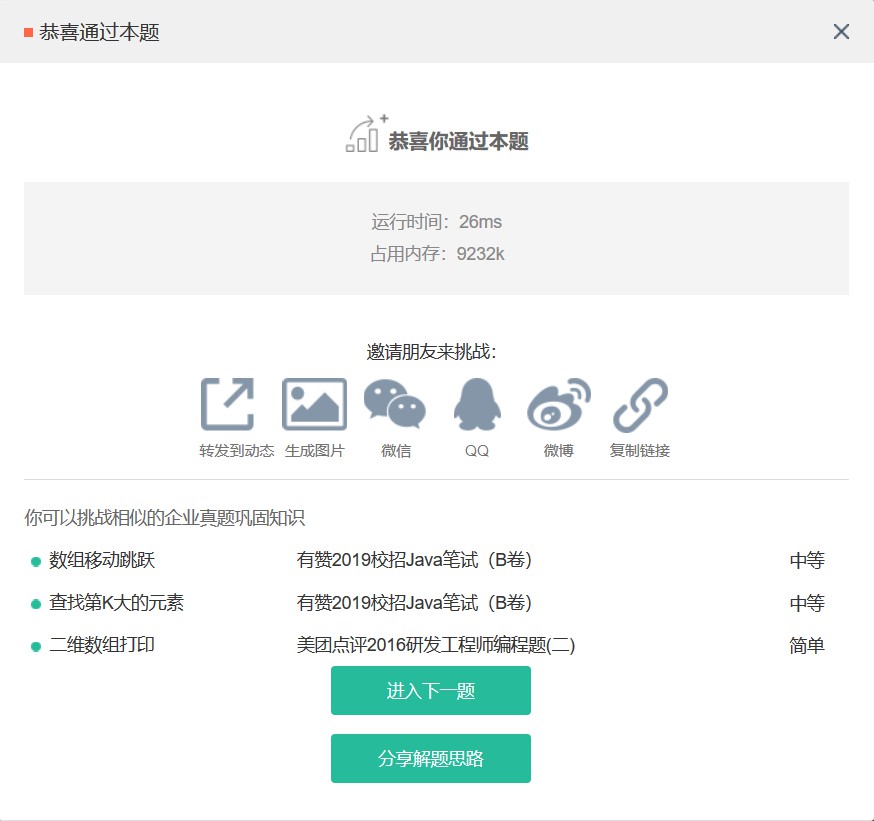 恭喜通过本题
恭喜你通过本题
运行时间：26ms
占用内存：9232k
邀请朋友来挑战：
转发到动态 生成图片 微信 QQ 微博 复制链接
你可以挑战相似的企业真题巩固知识
数组移动跳跃 有赞2019校招Java笔试（B卷） 中等
查找第K大的元素 有赞2019校招Java笔试（B卷） 中等
二维数组打印 美团点评2016研发工程师编程题(二) 简单
进入下一题
分享解题思路